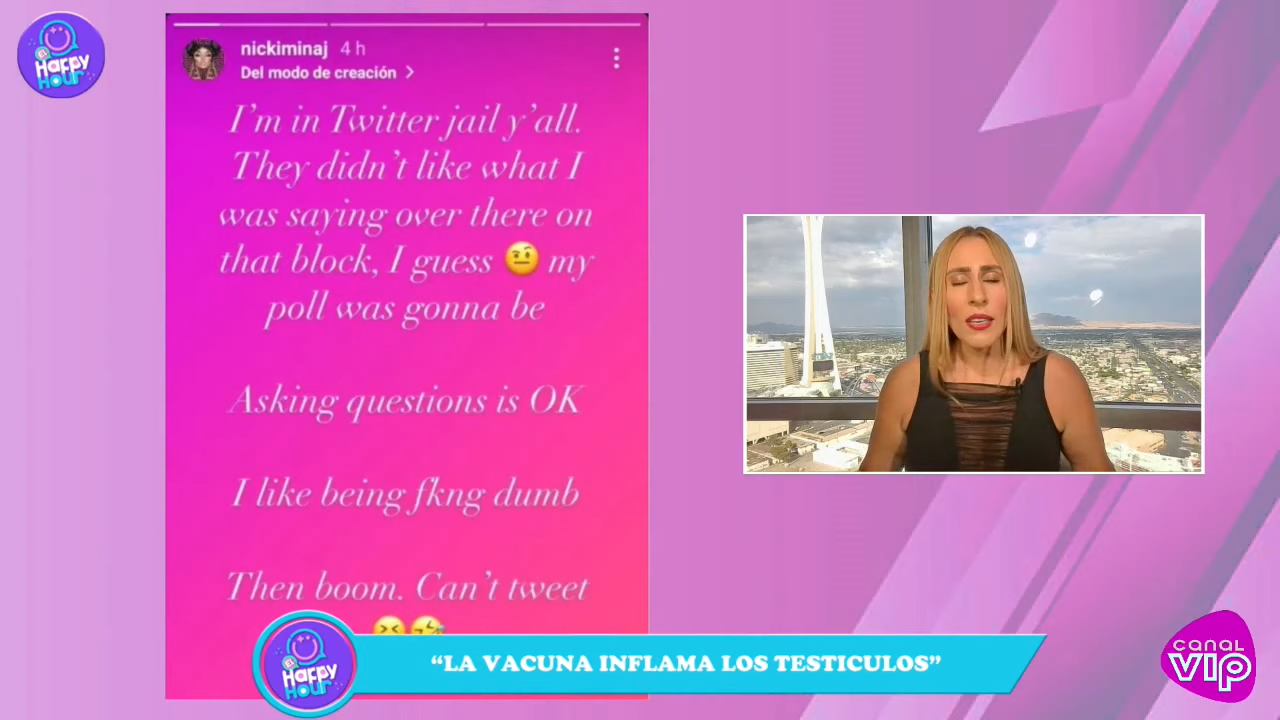 El Happy Hour
nickiminaj 4 h
Del modo de creación
I'm in Twitter jail y'all.
They didn't like what I
was saying over there on
that block, I guess 🤨 my
poll was gonna be
Asking questions is OK
I like being fkng dumb
Then boom. Can't tweet
😆🤣
El Happy Hour
“LA VACUNA INFLAMA LOS TESTICULOS”
canal
vip